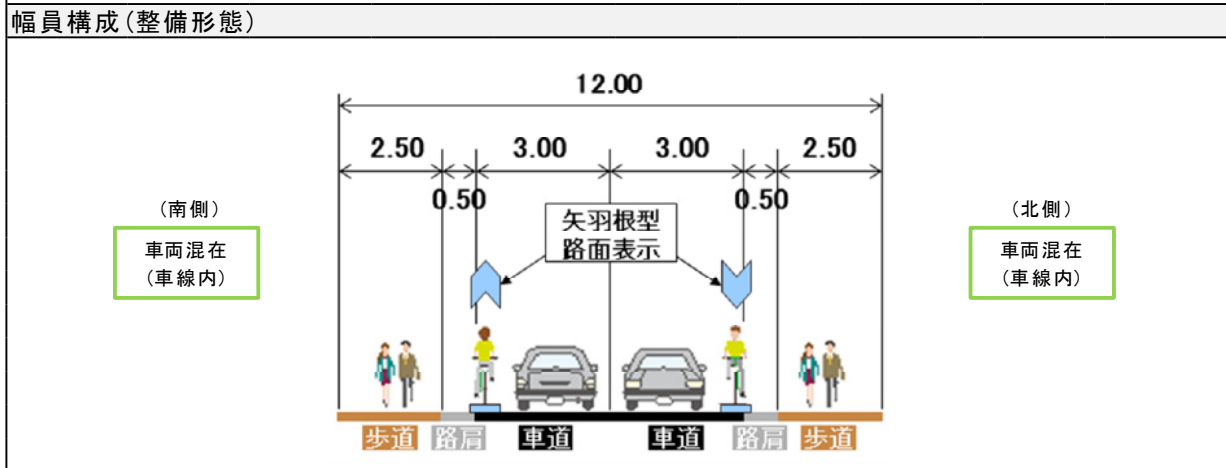 幅員構成(整備形態)
12.00
2.50 3.00 3.00 2.50
0.50 0.50
(南側)
車両混在
(車線内)
矢羽根型
路面表示
(北側)
車両混在
(車線内)
歩道 路肩 車道 車道 路肩 歩道